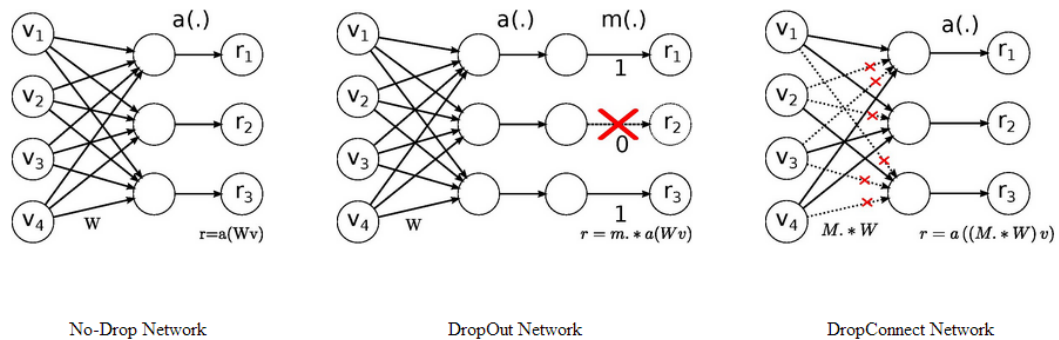 a(.)
v1
v2
v3
v4
r1
r2
r3
W
r=a(Wv)
No-Drop Network
a(.)
m(.)
v1
v2
v3
v4
1
0
1
r1
r2
r3
W
r = m. * a(Wv)
DropOut Network
a(.)
v1
v2
v3
v4
r1
r2
r3
M. * W
r = a ((M. * W) v)
DropConnect Network